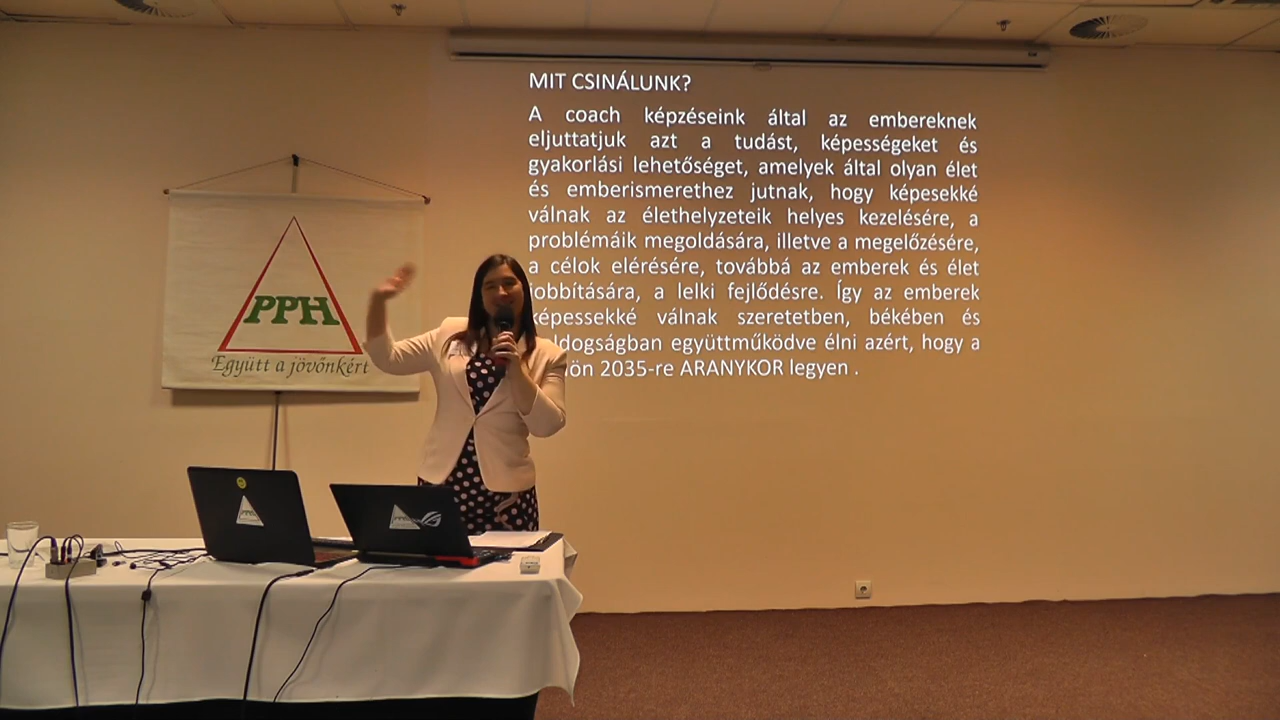 MIT CSINÁLUNK?
A coach képzéseink által az embereknek
eljuttatjuk azt a tudást, képességeket és
gyakorlási lehetőséget, amelyek által olyan élet
és emberismerethez jutnak, hogy képesekké
válnak az élethelyzeteik helyes kezelésére, a
problémáik megoldására, illetve a megelőzésére,
a célok elérésére, továbbá az emberek és élet
jobbítására, a lelki fejlődésre. Így az emberek
képessekké válnak szeretetben, békében és
ldogságban együttműködve élni azért, hogy a
ön 2035-re ARANYKOR legyen .
PPH
Együtt a jövőnkért